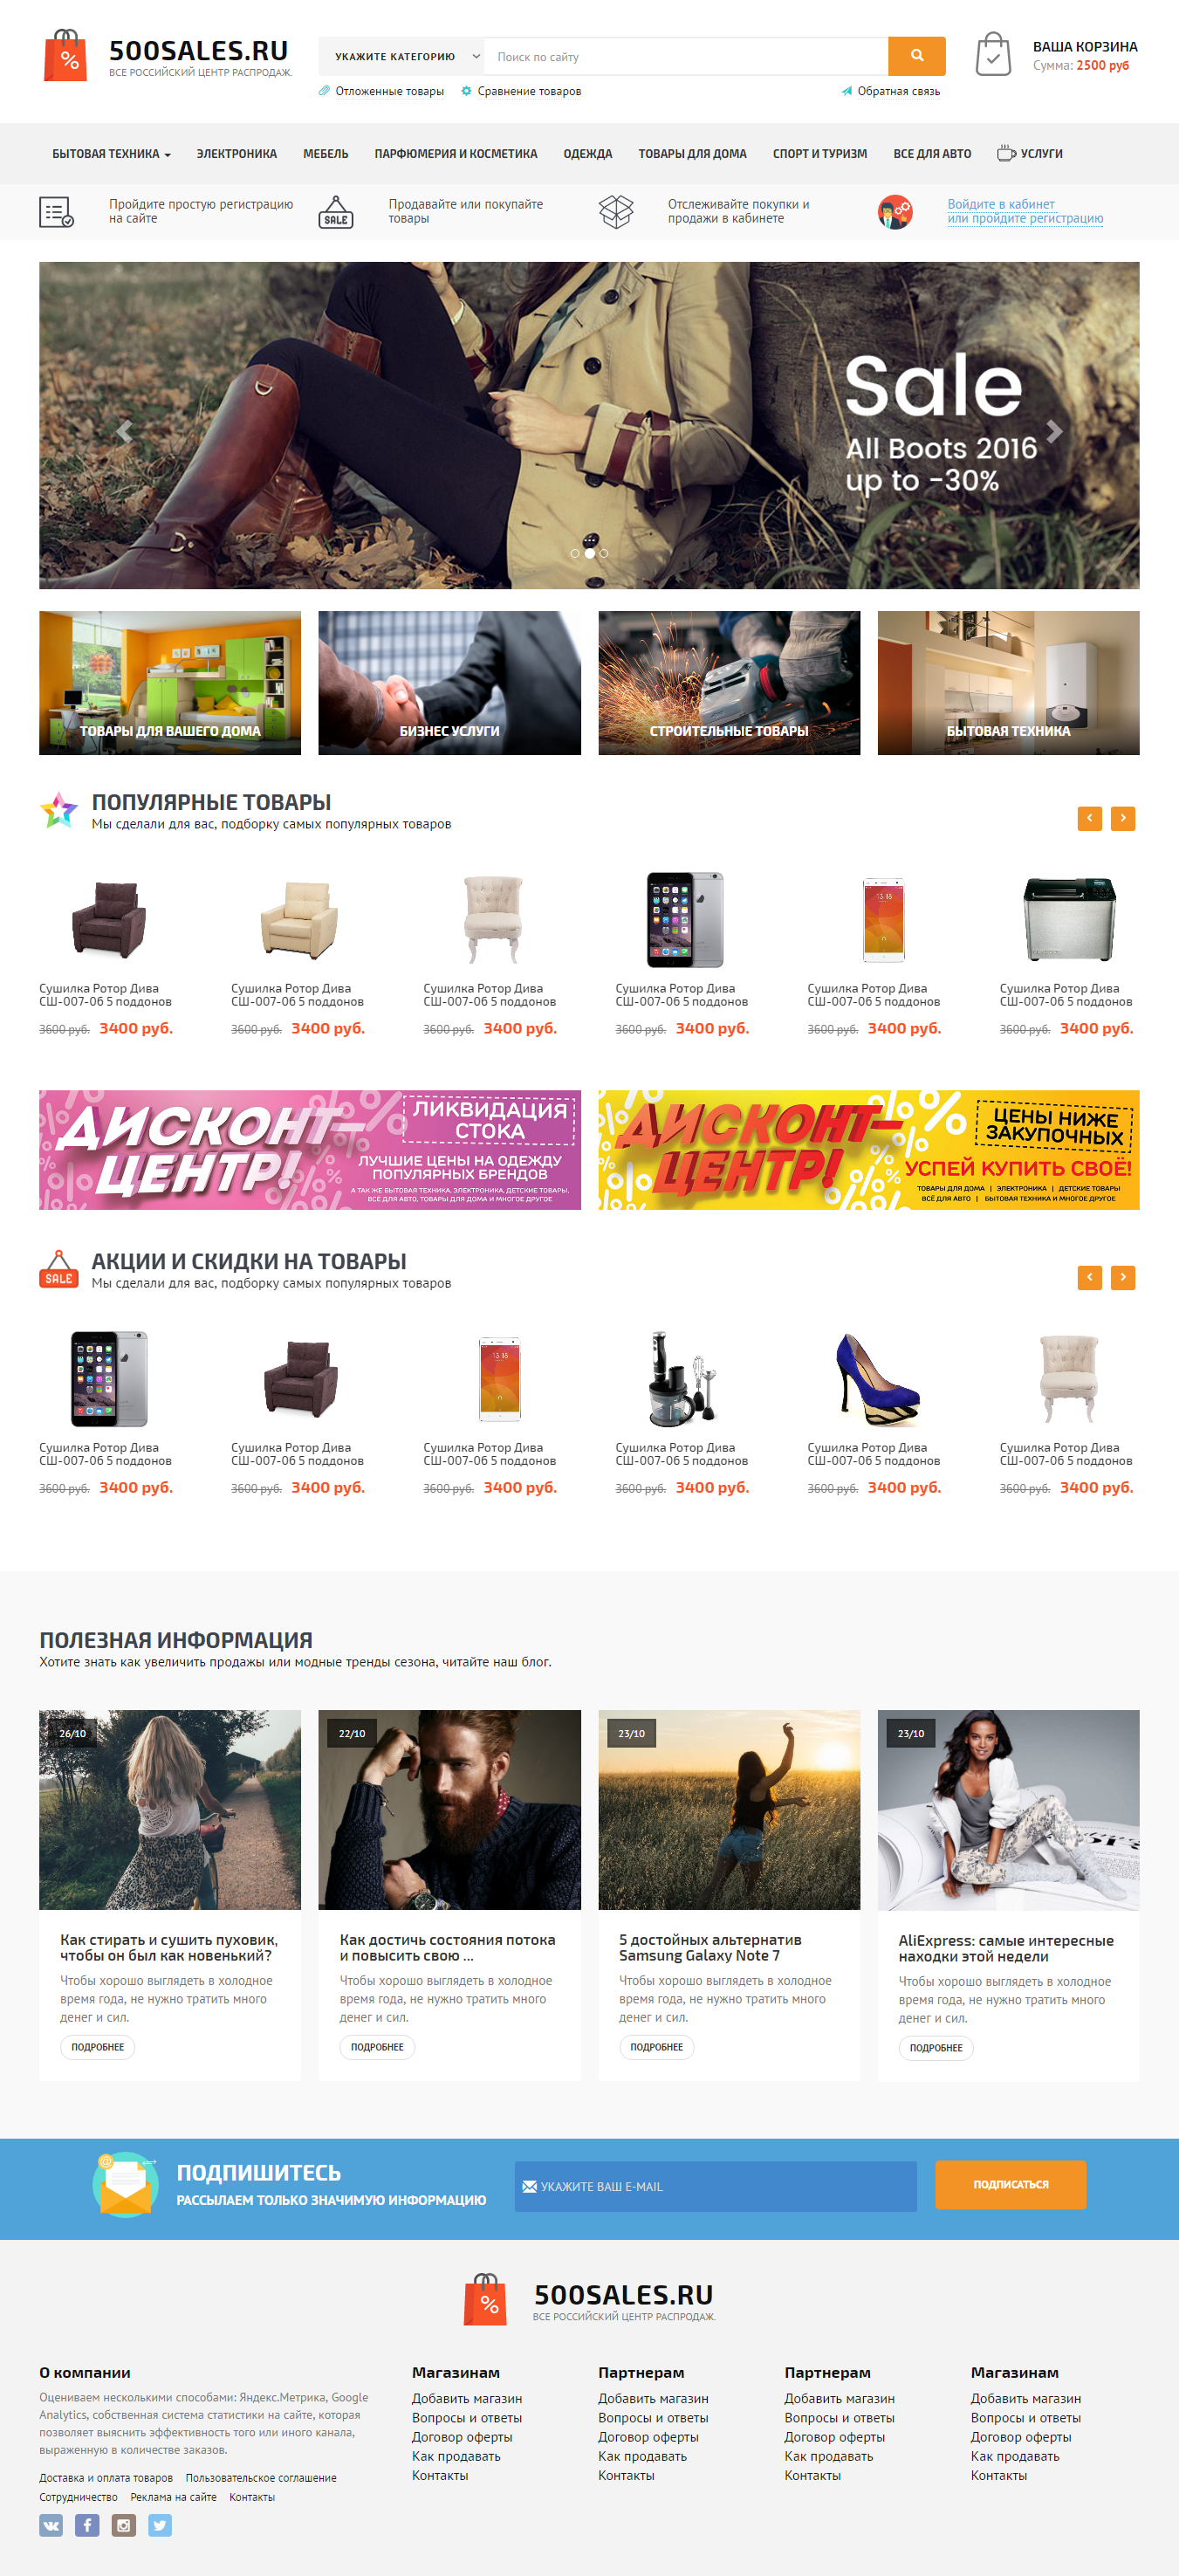 500SALES.RU
ВСЕ РОССИЙСКИЙ ЦЕНТР РАСПРОДАЖ.
УКАЖИТЕ КАТЕГОРИЮ
Поиск по сайту
ВАША КОРЗИНА
Сумма: 2500 руб
Отложенные товары
Сравнение товаров
Обратная связь
БЫТОВАЯ ТЕХНИКА
ЭЛЕКТРОНИКА
МЕБЕЛЬ
ПАРФЮМЕРИЯ И КОСМЕТИКА
ОДЕЖДА
ТОВАРЫ ДЛЯ ДОМА
СПОРТ И ТУРИЗМ
ВСЕ ДЛЯ АВТО
УСЛУГИ
Пройдите простую регистрацию
на сайте
SALE
Продавайте или покупайте
товары
Отслеживайте покупки и
продажи в кабинете
Войдите в кабинет
или пройдите регистрацию
Sale
All Boots 2016
up to -30%
...
ТОВАРЫ ДЛЯ ВАШЕГО ДОМА
БИЗНЕС УСЛУГИ
СТРОИТЕЛЬНЫЕ ТОВАРЫ
БЫТОВАЯ ТЕХНИКА
ПОПУЛЯРНЫЕ ТОВАРЫ
Мы сделали для вас, подборку самых популярных товаров
Сушилка Ротор Дива
СШ-007-06 5 поддонов
3600 руб. 3400 руб.
Сушилка Ротор Дива
СШ-007-06 5 поддонов
3600 руб. 3400 руб.
Сушилка Ротор Дива
СШ-007-06 5 поддонов
3600 руб. 3400 руб.
Сушилка Ротор Дива
СШ-007-06 5 поддонов
3600 руб. 3400 руб.
Сушилка Ротор Дива
СШ-007-06 5 поддонов
3600 руб. 3400 руб.
Сушилка Ротор Дива
СШ-007-06 5 поддонов
3600 руб. 3400 руб.
ДИСКОНТ-
ЦЕНТР!
ЛИКВИДАЦИЯ
СТОКА
ЛУЧШИЕ ЦЕНЫ НА ОДЕЖДУ
ПОПУЛЯРНЫХ БРЕНДОВ
А ТАК ЖЕ БЫТОВАЯ ТЕХНИКА, ЭЛЕКТРОНИКА, ДЕТСКИЕ ТОВАРЫ,
ВСЁ ДЛЯ АВТО, ТОВАРЫ ДЛЯ ДОМА И МНОГОЕ ДРУГОЕ
ДИСКОНТ-
ЦЕНТР!
ЦЕНЫ НИЖЕ
ЗАКУПОЧНЫХ
УСПЕЙ КУПИТЬ СВОЁ!
ТОВАРЫ ДЛЯ ДОМА | ЭЛЕКТРОНИКА | ДЕТСКИЕ ТОВАРЫ
ВСЁ ДЛЯ АВТО | БЫТОВАЯ ТЕХНИКА И МНОГОЕ ДРУГОЕ
SALE
АКЦИИ И СКИДКИ НА ТОВАРЫ
Мы сделали для вас, подборку самых популярных товаров
Сушилка Ротор Дива
СШ-007-06 5 поддонов
3600 руб. 3400 руб.
Сушилка Ротор Дива
СШ-007-06 5 поддонов
3600 руб. 3400 руб.
Сушилка Ротор Дива
СШ-007-06 5 поддонов
3600 руб. 3400 руб.
Сушилка Ротор Дива
СШ-007-06 5 поддонов
3600 руб. 3400 руб.
Сушилка Ротор Дива
СШ-007-06 5 поддонов
3600 руб. 3400 руб.
Сушилка Ротор Дива
СШ-007-06 5 поддонов
3600 руб. 3400 руб.
ПОЛЕЗНАЯ ИНФОРМАЦИЯ
Хотите знать как увеличить продажы или модные тренды сезона, читайте наш блог.
26/10
Как стирать и сушить пуховик,
чтобы он был как новенький?
Чтобы хорошо выглядеть в холодное
время года, не нужно тратить много
денег и сил.
ПОДРОБНЕЕ
22/10
Как достичь состояния потока
и повысить свою ...
Чтобы хорошо выглядеть в холодное
время года, не нужно тратить много
денег и сил.
ПОДРОБНЕЕ
23/10
5 достойных альтернатив
Samsung Galaxy Note 7
Чтобы хорошо выглядеть в холодное
время года, не нужно тратить много
денег и сил.
ПОДРОБНЕЕ
23/10
AliExpress: самые интересные
находки этой недели
Чтобы хорошо выглядеть в холодное
время года, не нужно тратить много
денег и сил.
ПОДРОБНЕЕ
ПОДПИШИТЕСЬ
РАССЫЛАЕМ ТОЛЬКО ЗНАЧИМУЮ ИНФОРМАЦИЮ
УКАЖИТЕ ВАШ E-MAIL
ПОДПИСАТЬСЯ
500SALES.RU
ВСЕ РОССИЙСКИЙ ЦЕНТР РАСПРОДАЖ.
О компании
Оцениваем несколькими способами: Яндекс.Метрика, Google
Analytics, собственная система статистики на сайте, которая
позволяет выяснить эффективность того или иного канала,
выраженную в количестве заказов.
Доставка и оплата товаров
Пользовательское соглашение
Сотрудничество
Реклама на сайте
Контакты
Магазинам
Добавить магазин
Вопросы и ответы
Договор оферты
Как продавать
Контакты
Партнерам
Добавить магазин
Вопросы и ответы
Договор оферты
Как продавать
Контакты
Партнерам
Добавить магазин
Вопросы и ответы
Договор оферты
Как продавать
Контакты
Магазинам
Добавить магазин
Вопросы и ответы
Договор оферты
Как продавать
Контакты